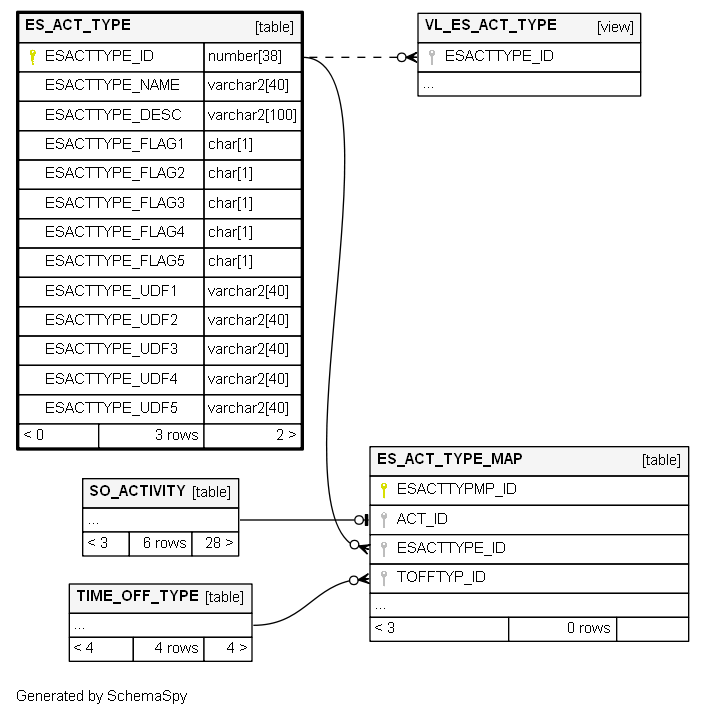 ES_ACT_TYPE [table]
ESACTTYPE_ID number[38]
ESACTTYPE_NAME varchar2[40]
ESACTTYPE_DESC varchar2[100]
ESACTTYPE_FLAG1 char[1]
ESACTTYPE_FLAG2 char[1]
ESACTTYPE_FLAG3 char[1]
ESACTTYPE_FLAG4 char[1]
ESACTTYPE_FLAG5 char[1]
ESACTTYPE_UDF1 varchar2[40]
ESACTTYPE_UDF2 varchar2[40]
ESACTTYPE_UDF3 varchar2[40]
ESACTTYPE_UDF4 varchar2[40]
ESACTTYPE_UDF5 varchar2[40]
< 0 3 rows 2 >
VL_ES_ACT_TYPE [view]
ESACTTYPE_ID
...
SO_ACTIVITY [table]
...
< 3 6 rows 28 >
TIME_OFF_TYPE [table]
...
< 4 4 rows 4 >
ES_ACT_TYPE_MAP [table]
ESACTTYPMP_ID
ACT_ID
ESACTTYPE_ID
TOFFTYP_ID
...
< 3 0 rows
Generated by SchemaSpy